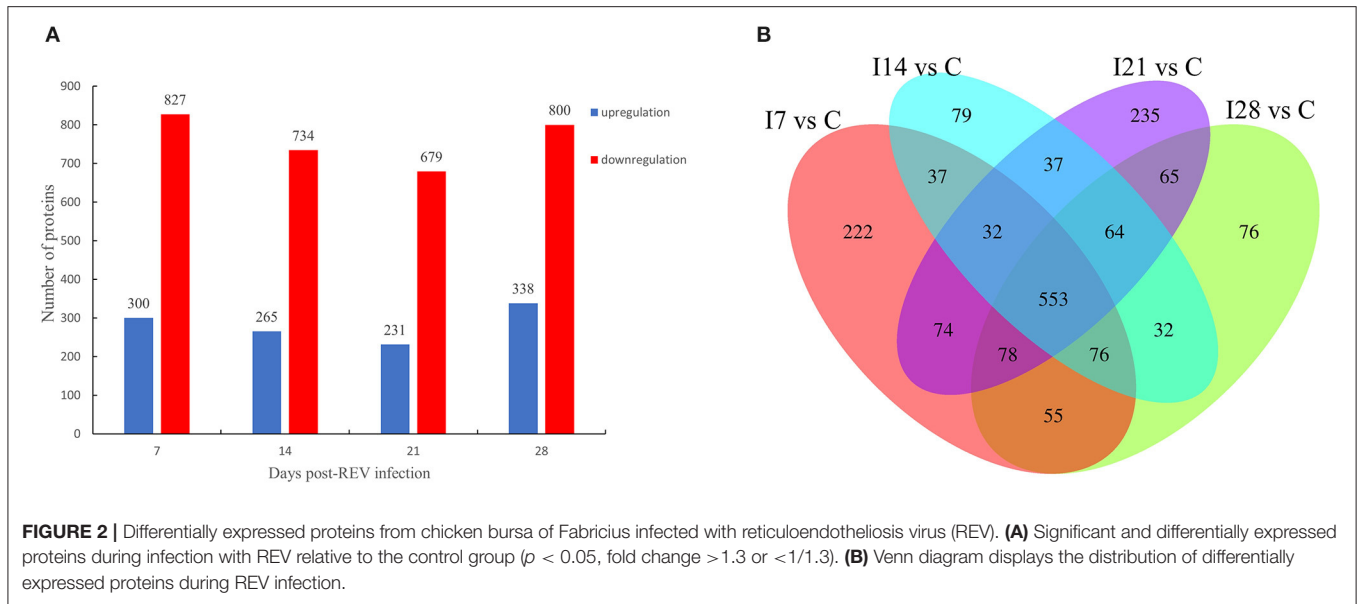 A
900
800
700
600
500
400
300
200
100
0
Number of proteins
300
827
265
734
231
679
338
800
7
14
21
28
Days post-REV infection
upregulation
downregulation
B
I7 vs C
I14 vs C
I21 vs C
I28 vs C
79
235
37
37
65
222
32
64
76
553
74
78
76
32
55
FIGURE 2 | Differentially expressed proteins from chicken bursa of Fabricius infected with reticuloendotheliosis virus (REV). (A) Significant and differentially expressed
proteins during infection with REV relative to the control group (p < 0.05, fold change >1.3 or <1/1.3). (B) Venn diagram displays the distribution of differentially
expressed proteins during REV infection.